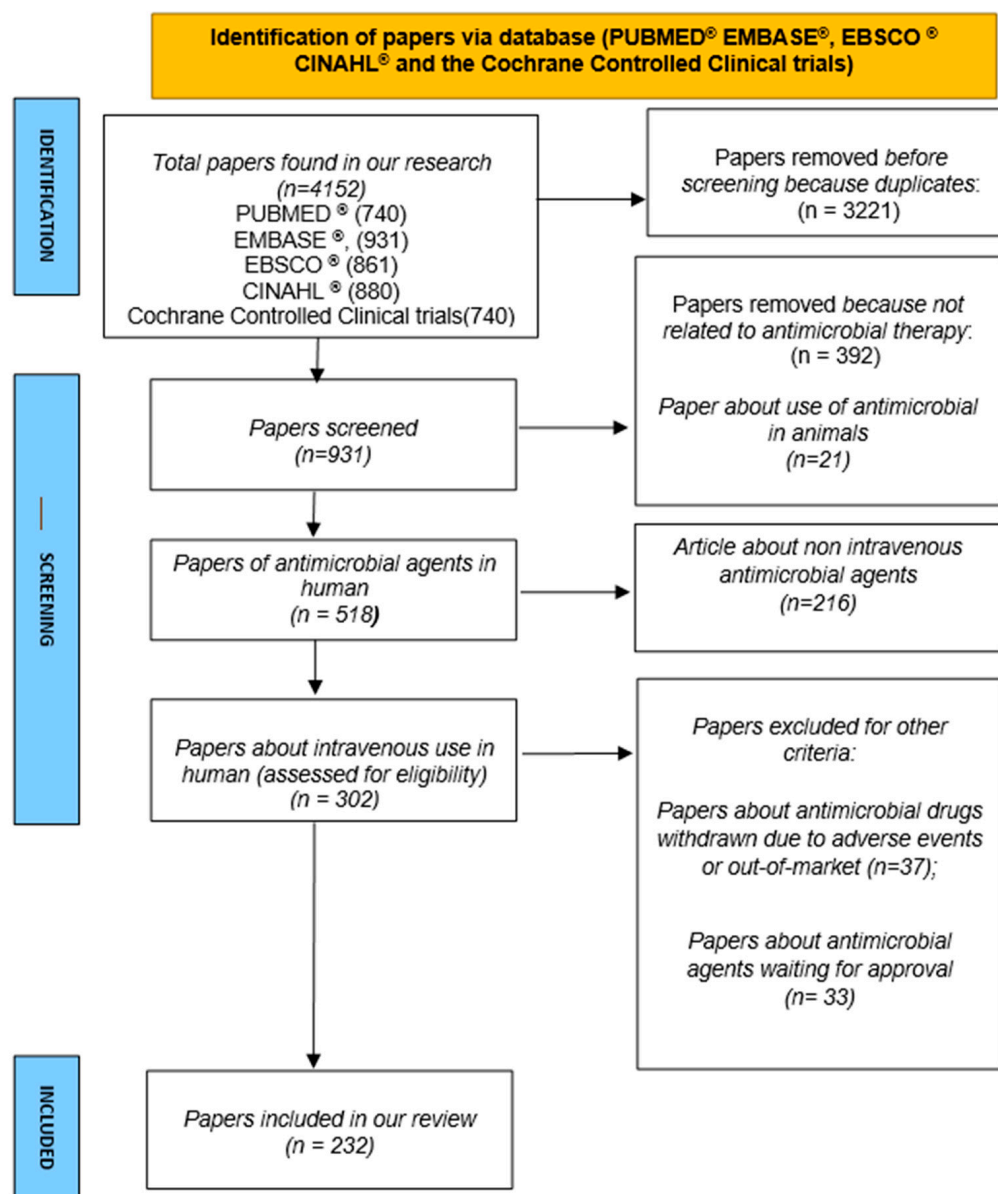 Identification of papers via database (PUBMED® EMBASE®, EBSCO ®
CINAHL® and the Cochrane Controlled Clinical trials)
IDENTIFICATION
Total papers found in our research
(n=4152)
PUBMED ® (740)
EMBASE ®, (931)
EBSCO ® (861)
CINAHL ® (880)
Cochrane Controlled Clinical trials(740)
Papers removed before
screening because duplicates:
(n = 3221)
Papers removed because not
related to antimicrobial therapy:
(n = 392)
Paper about use of antimicrobial
in animals
(n=21)
SCREENING
Papers screened
(n=931)
Papers of antimicrobial agents in
human
(n = 518)
Article about non intravenous
antimicrobial agents
(n=216)
Papers about intravenous use in
human (assessed for eligibility)
(n = 302)
Papers excluded for other
criteria:
Papers about antimicrobial drugs
withdrawn due to adverse events
or out-of-market (n=37);
Papers about antimicrobial
agents waiting for approval
(n= 33)
INCLUDED
Papers included in our review
(n = 232)